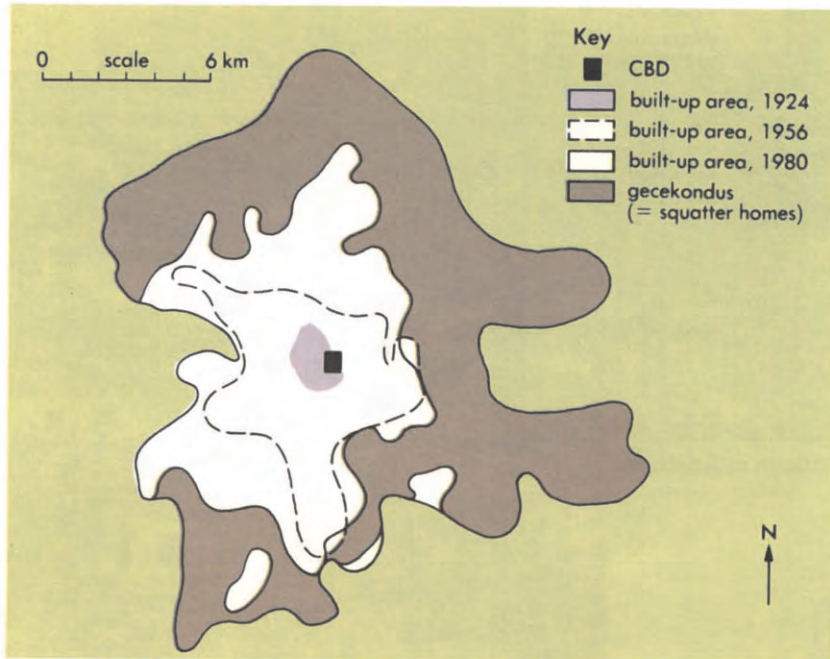 0 scale 6 km
Key
CBD
built-up area, 1924
built-up area, 1956
built-up area, 1980
gecekondus
(= squatter homes)
N